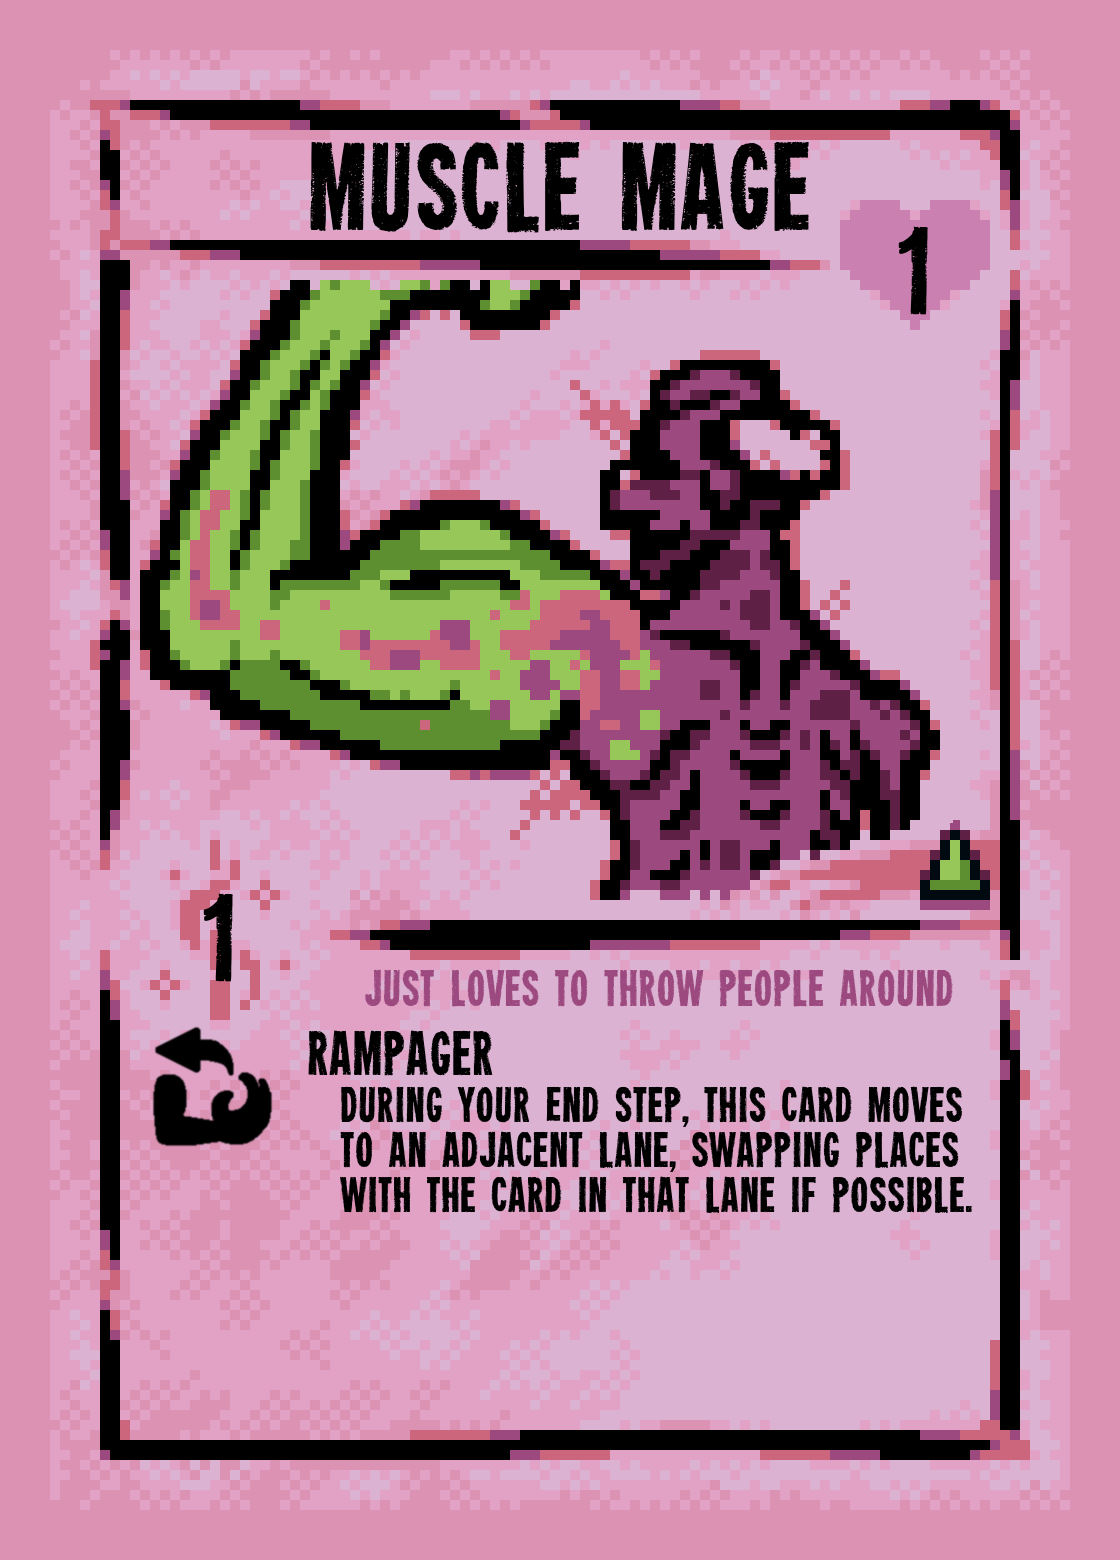 MUSCLE MAGE
1
1
JUST LOVES TO THROW PEOPLE AROUND
RAMPAGER
DURING YOUR END STEP, THIS CARD MOVES
TO AN ADJACENT LANE, SWAPPING PLACES
WITH THE CARD IN THAT LANE IF POSSIBLE.